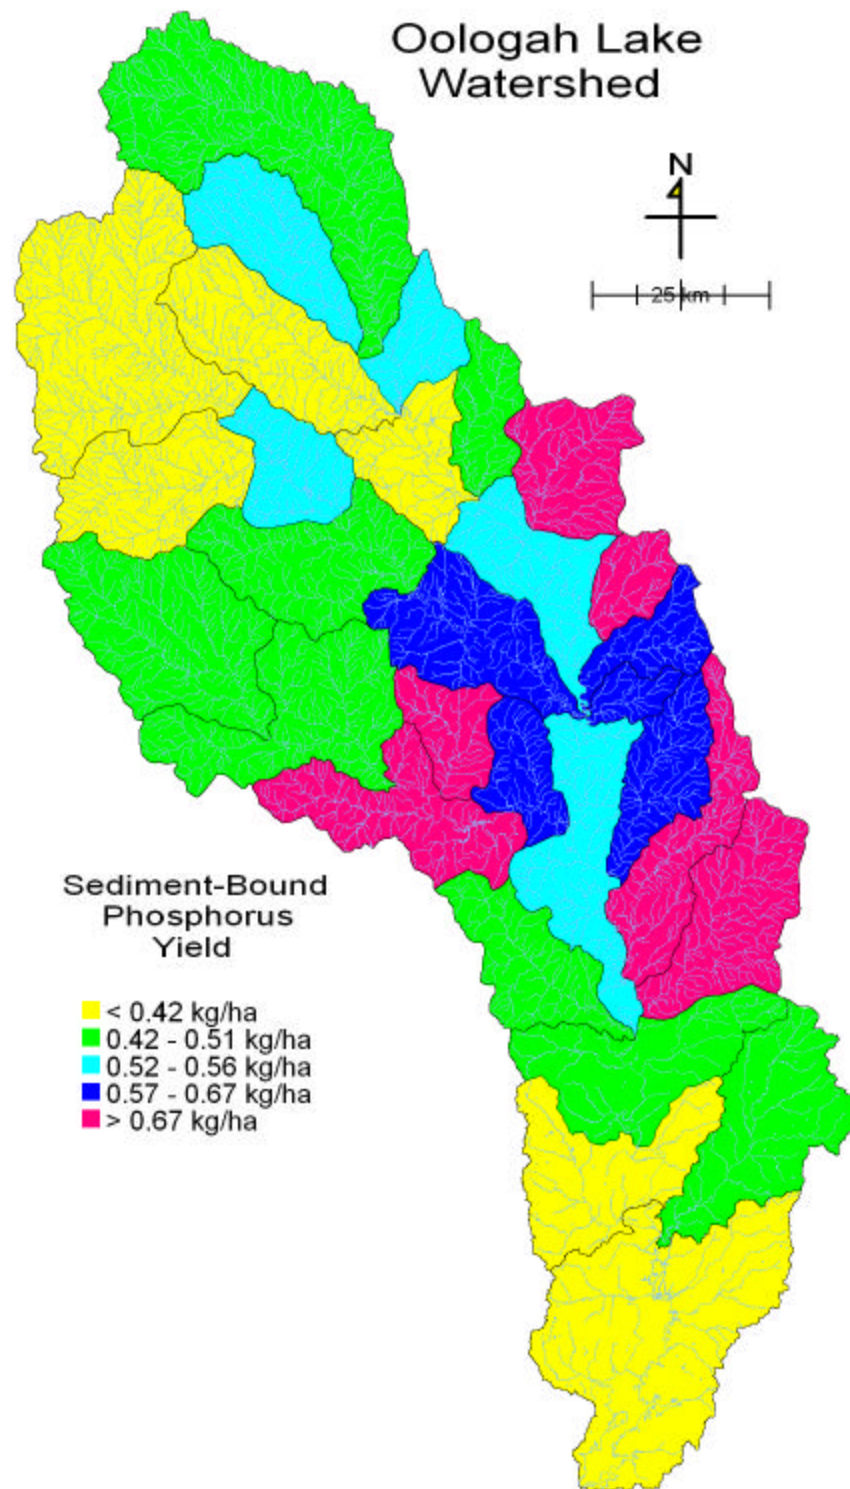 Oologah Lake
Watershed
N
25 km
Sediment-Bound
Phosphorus
Yield
< 0.42 kg/ha
0.42 - 0.51 kg/ha
0.52 - 0.56 kg/ha
0.57 - 0.67 kg/ha
> 0.67 kg/ha